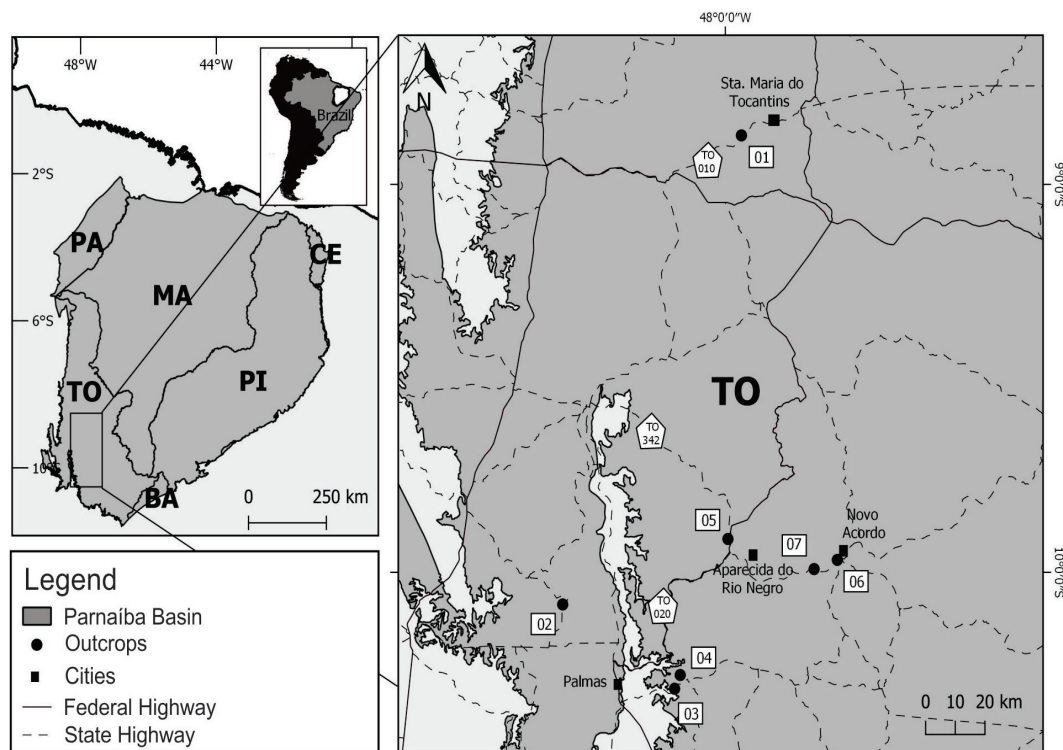 48°0'0"W
48°W
44°W
N
Brazil
2°S
6°S
10°S
PA
MA
CE
TO
PI
BA
0 250 km
Sta. Maria do
Tocantins
01
TO
010
9°0'0"S
TO
TO
342
05
07
Novo
Acordo
Aparecida do
Rio Negro
06
10°0'0"S
02
TO
020
04
Palmas
03
0 10 20 km
Legend
Parnaíba Basin
Outcrops
Cities
Federal Highway
State Highway